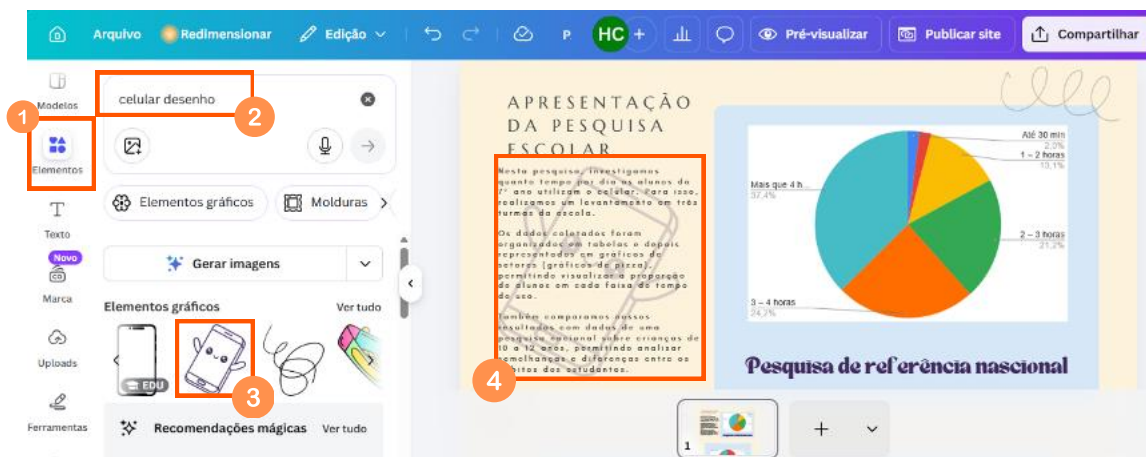 Arquivo
Redimensionar
Edição
P
HC
+
Pré-visualizar
Publicar site
Compartilhar
Modelos
1
Elementos
Texto
Novo
Marca
Uploads
Ferramentas
celular desenho
2
Elementos gráficos
Molduras
Gerar imagens
Elementos gráficos
Ver tudo
EDU
3
Recomendações mágicas
Ver tudo
APRESENTAÇÃO
DA PESQUISA
ESCOLAR
Nesta pesquisa, investigamos
quanto tempo por dia os alunos do
7º ano utilizam o celular. Para isso,
realizamos um levantamento em três
turmas da escola.
Os dados coletados foram
organizados em tabelas e depois
representados em gráficos de
setores (gráficos de pizza),
permitindo visualizar a proporção
de alunos em cada faixa de tempo
de uso.
Também comparamos nossos
resultados com dados de uma
pesquisa nacional sobre crianças de
10 a 12 anos, permitindo analisar
semelhanças e diferenças entre os
hábitos dos estudantes.
4
Até 30 min
2,0%
1 – 2 horas
10,1%
Mais que 4 h...
37,4%
2 – 3 horas
21,2%
3 – 4 horas
24,2%
Pesquisa de referência nascional
1
+